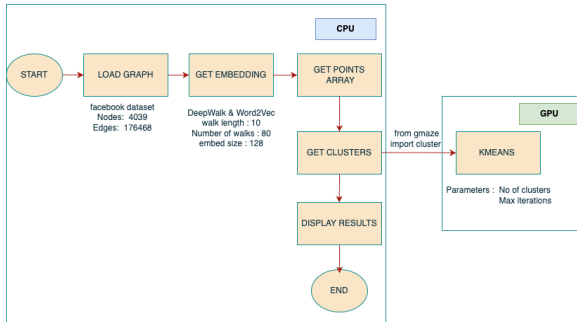 CPU
START
LOAD GRAPH
GET EMBEDDING
GET POINTS
ARRAY
facebook dataset
Nodes: 4039
Edges: 176468
DeepWalk & Word2Vec
walk length : 10
Number of walks : 80
embed size : 128
GPU
from gmaze
import cluster
GET CLUSTERS
KMEANS
Parameters : No of clusters
Max iterations
DISPLAY RESULTS
END